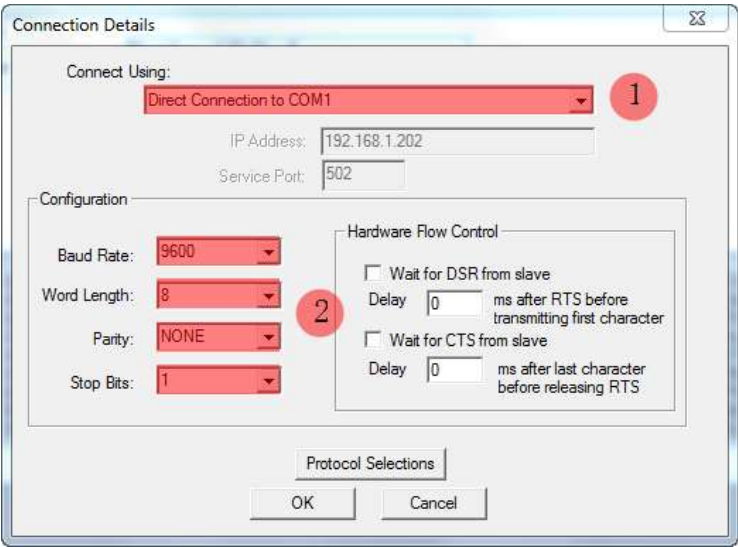 Connection Details
Connect Using:
Direct Connection to COM1
1
IP Address: 192.168.1.202
Service Port: 502
Configuration
Baud Rate: 9600
Word Length: 8
Parity: NONE
Stop Bits: 1
2
Hardware Flow Control
Wait for DSR from slave
Delay 0 ms after RTS before
transmitting first character
Wait for CTS from slave
Delay 0 ms after last character
before releasing RTS
Protocol Selections
OK Cancel